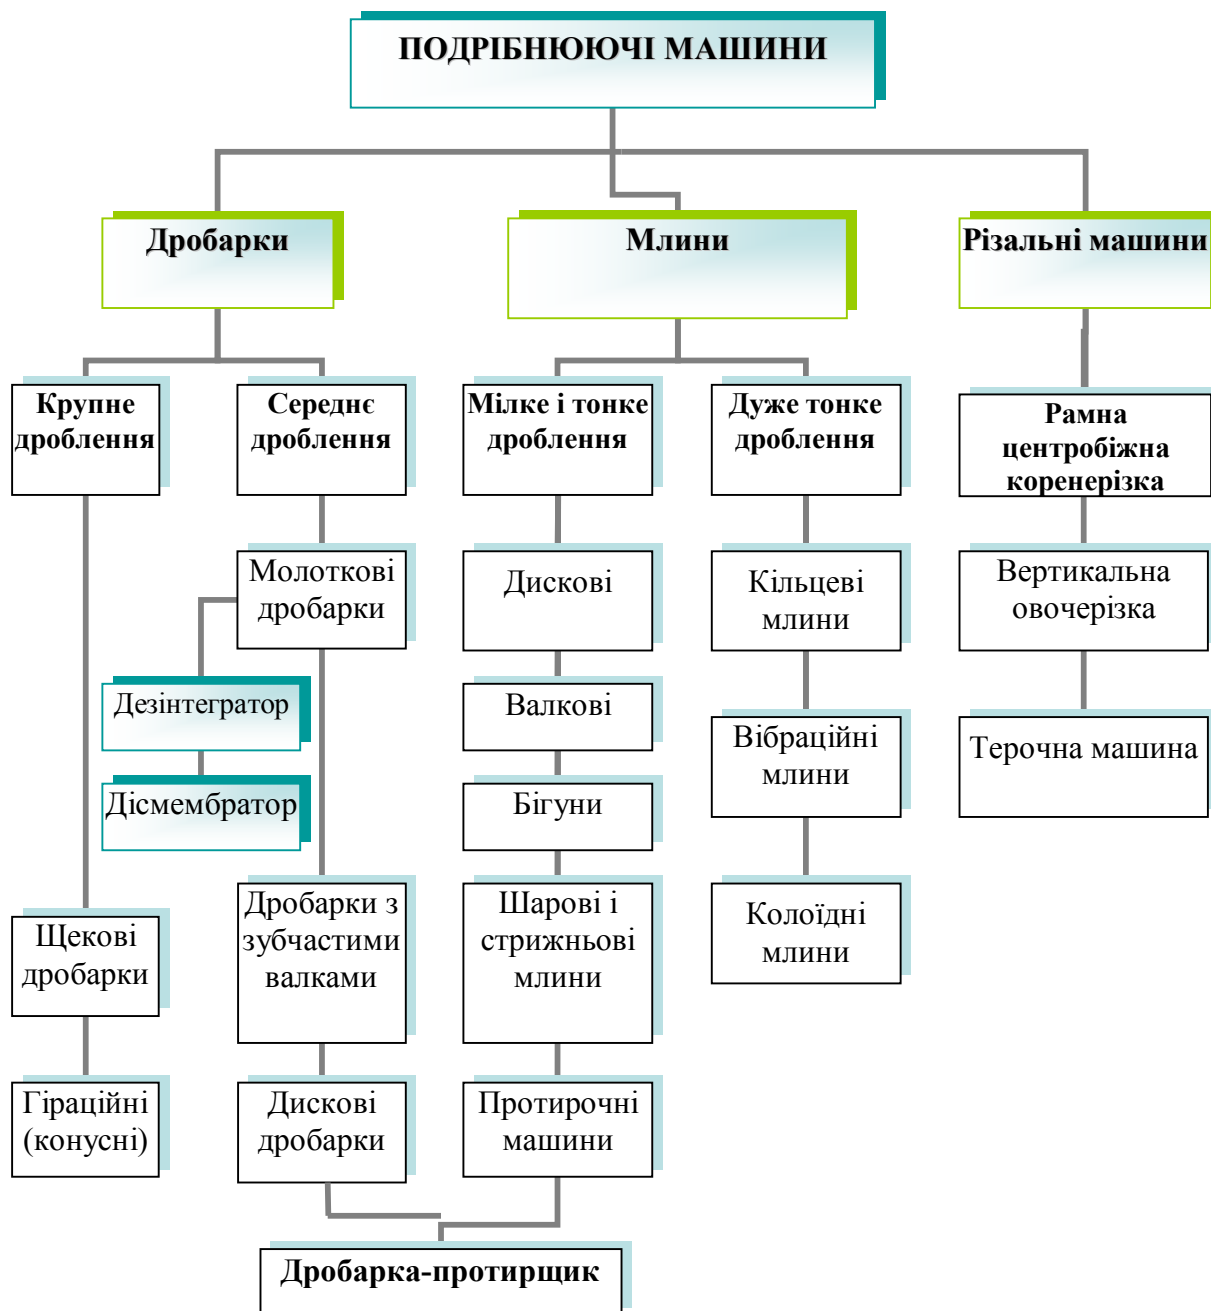 ПОДРІБНЮЮЧІ МАШИНИ
Дробарки
Млини
Різальні машини
Крупне
дроблення
Середнє
дроблення
Мілке і тонке
дроблення
Дуже тонке
дроблення
Рамна
центробіжна
коренерізка
Молоткові
дробарки
Дискові
Кільцеві
млини
Вертикальна
овочерізка
Дезінтегратор
Валкові
Вібраційні
млини
Терочна машина
Дісмембратор
Бігуни
Щекові
дробарки
Дробарки з
зубчастими
валками
Шарові і
стрижньові
млини
Колоїдні
млини
Гіраційні
(конусні)
Дискові
дробарки
Протирочні
машини
Дробарка-протирщик